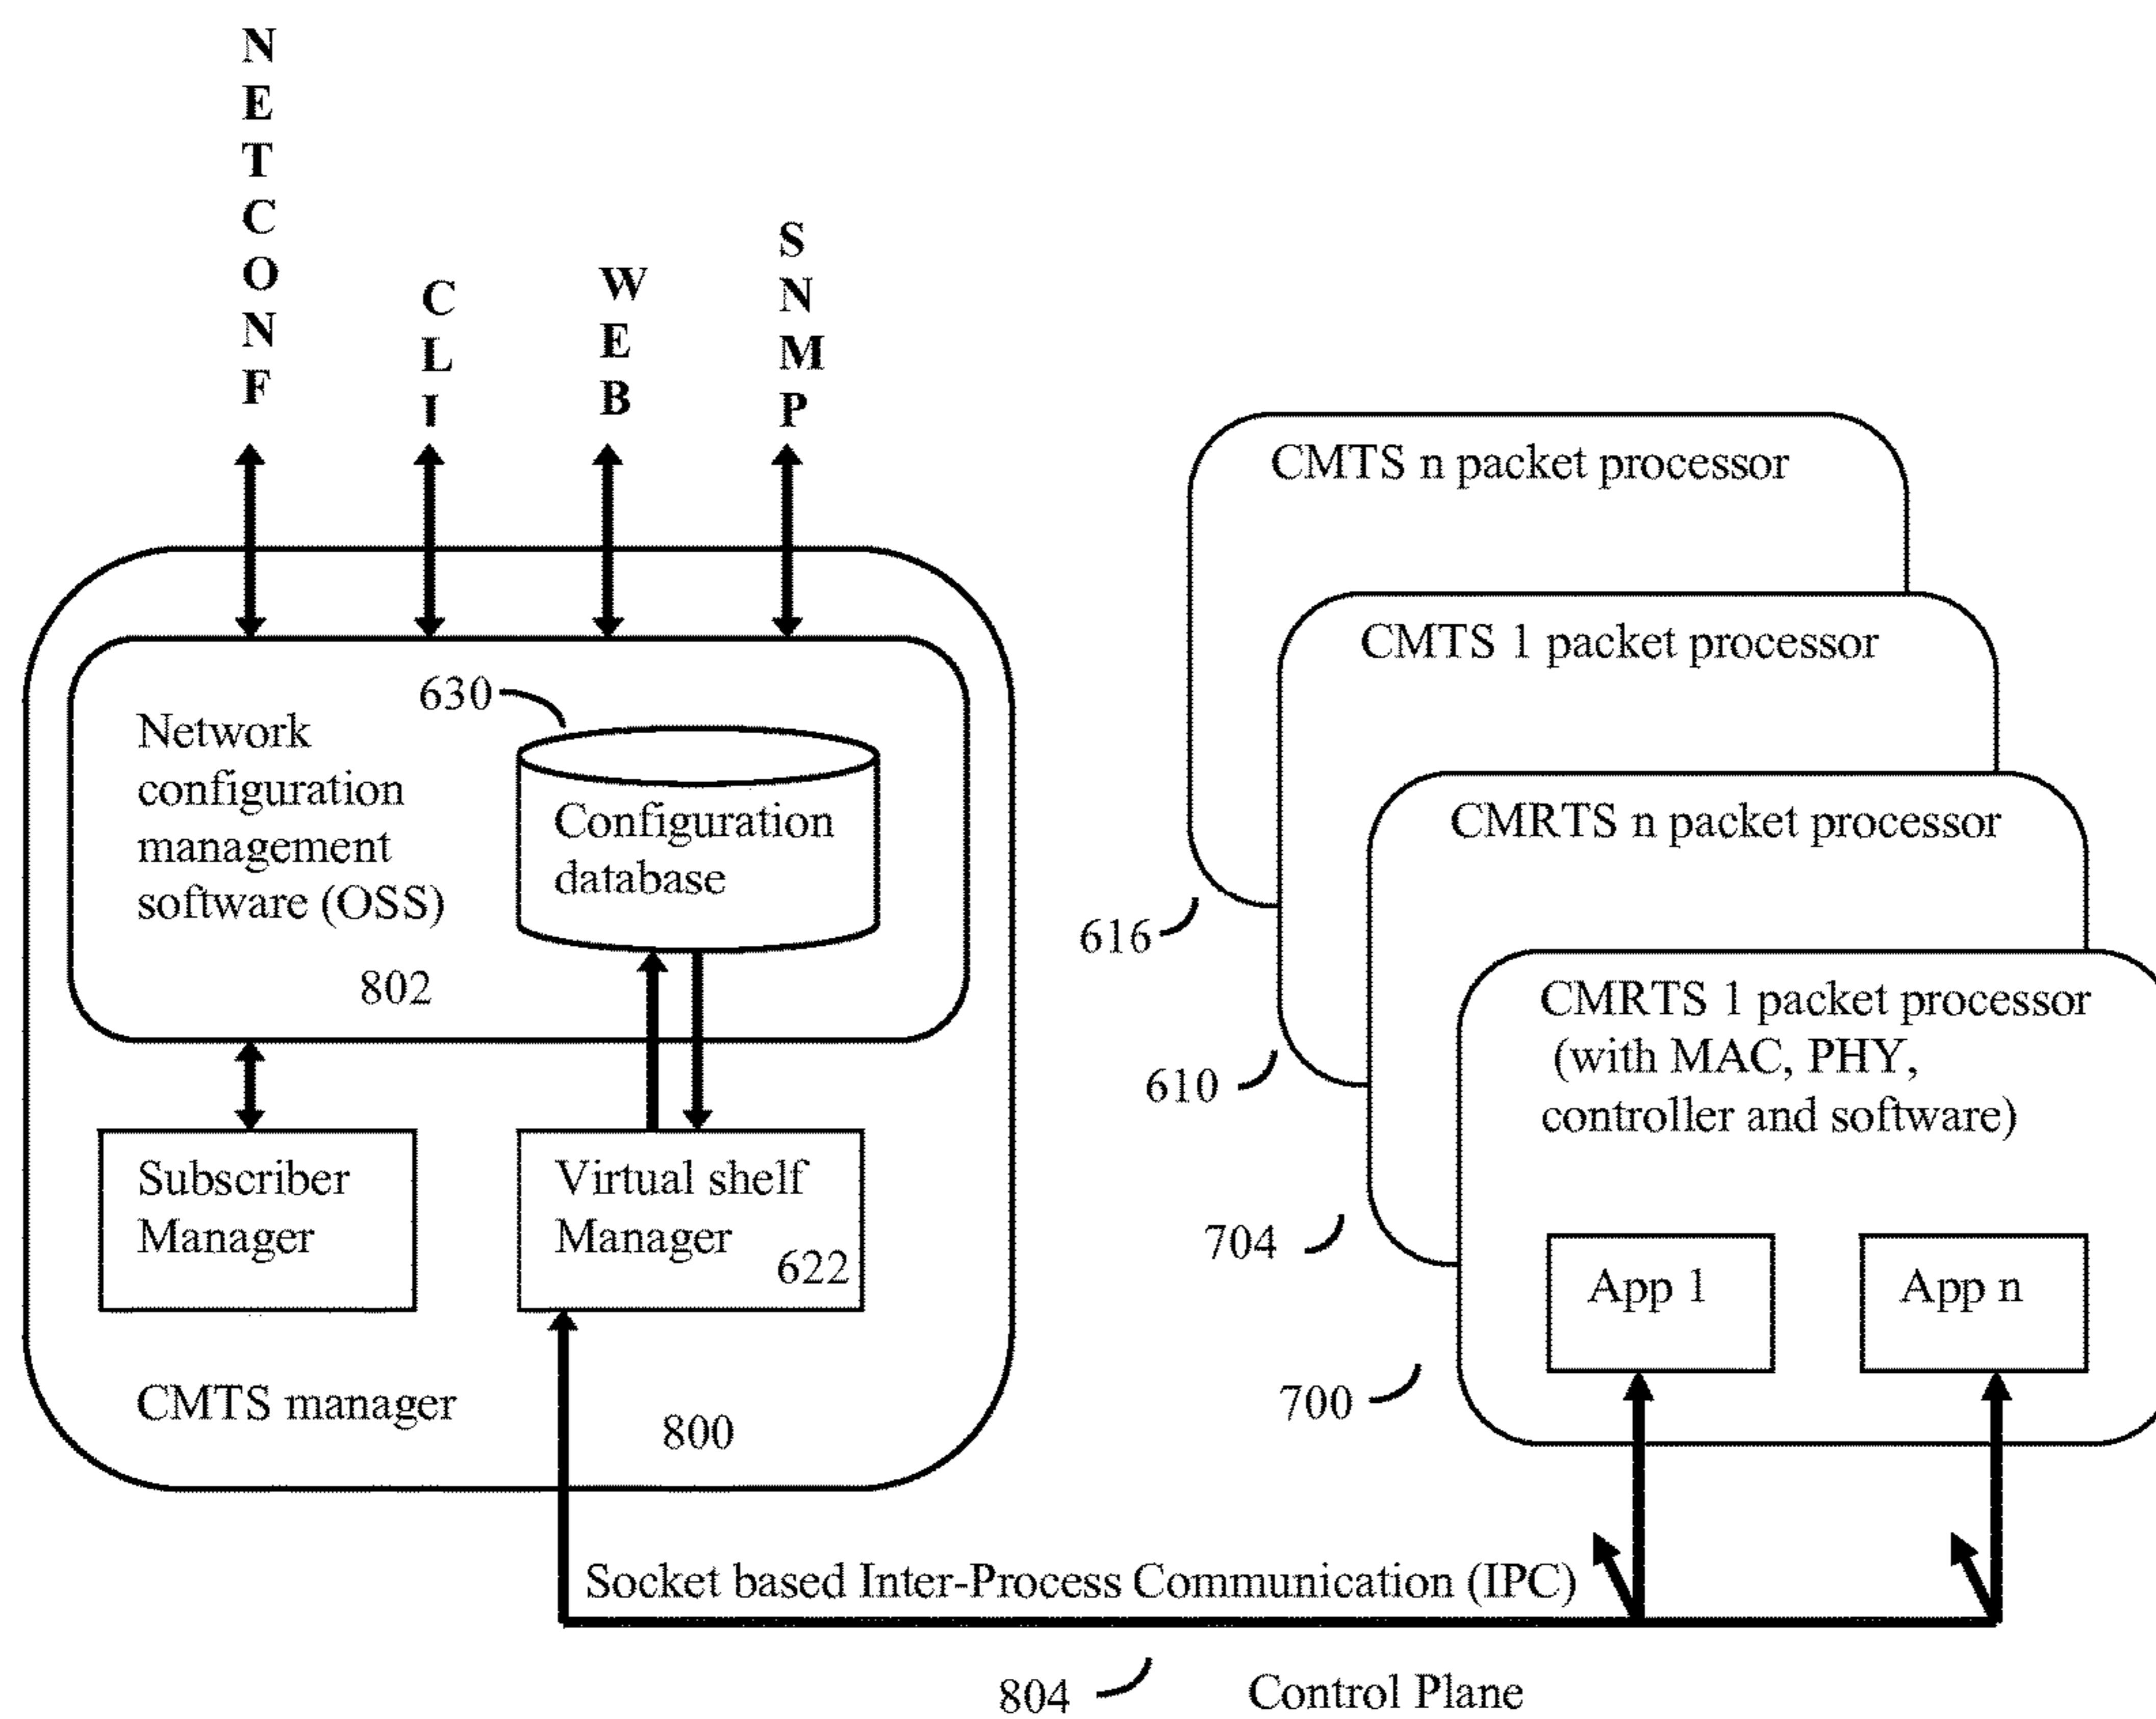 NETCONF
CLI
WEB
SNMP
630
Network
configuration
management
software (OSS)
802
Configuration
database
Subscriber
Manager
Virtual shelf
Manager
622
CMTS manager
800
CMTS n packet processor
616
CMTS 1 packet processor
610
CMRTS n packet processor
704
CMRTS 1 packet processor
(with MAC, PHY,
controller and software)
App 1
App n
700
Socket based Inter-Process Communication (IPC)
804
Control Plane